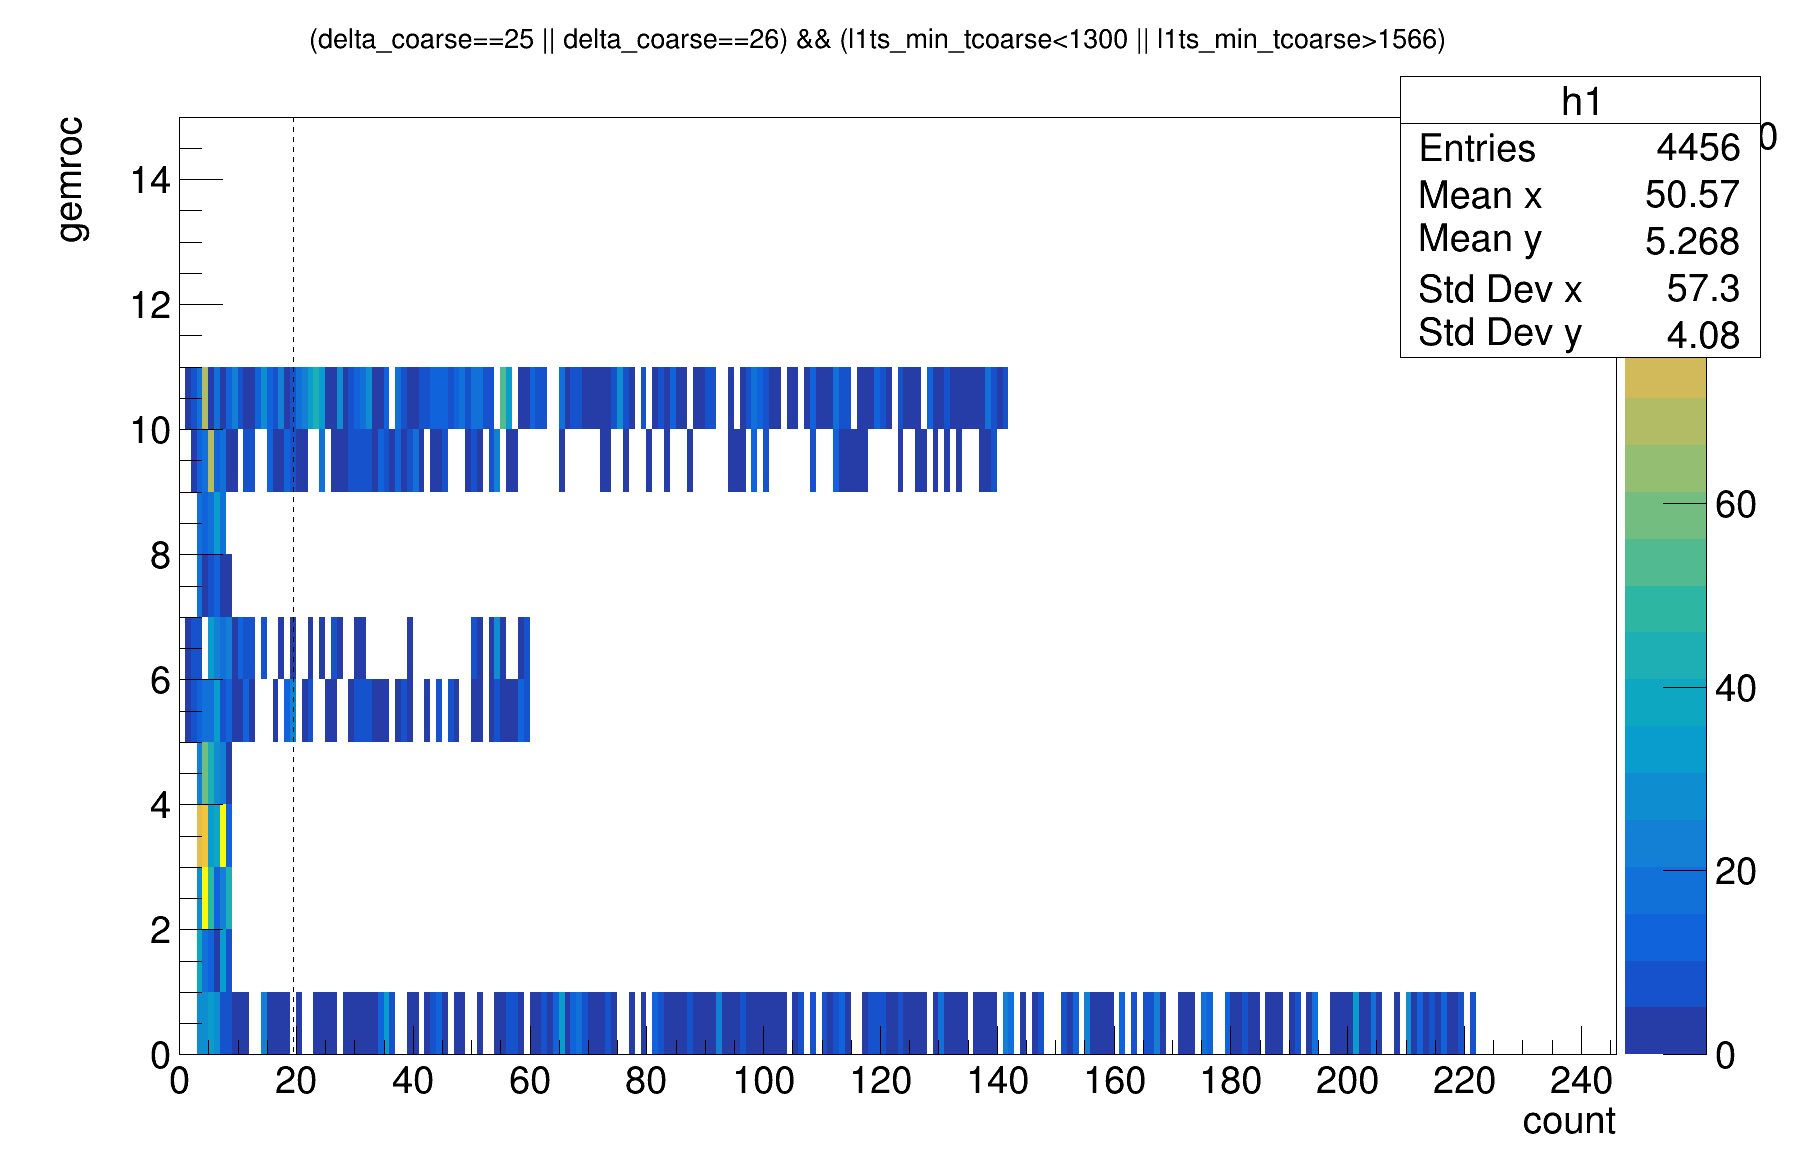 (delta_coarse==25 || delta_coarse==26) && (l1ts_min_tcoarse<1300 || l1ts_min_tcoarse>1566)
h1
Entries 4456
Mean x 50.57
Mean y 5.268
Std Dev x 57.3
Std Dev y 4.08
gemroc
14
12
10
8
6
4
2
0
0 20 40 60 80 100 120 140 160 180 200 220 240
count
0
60
40
20
0